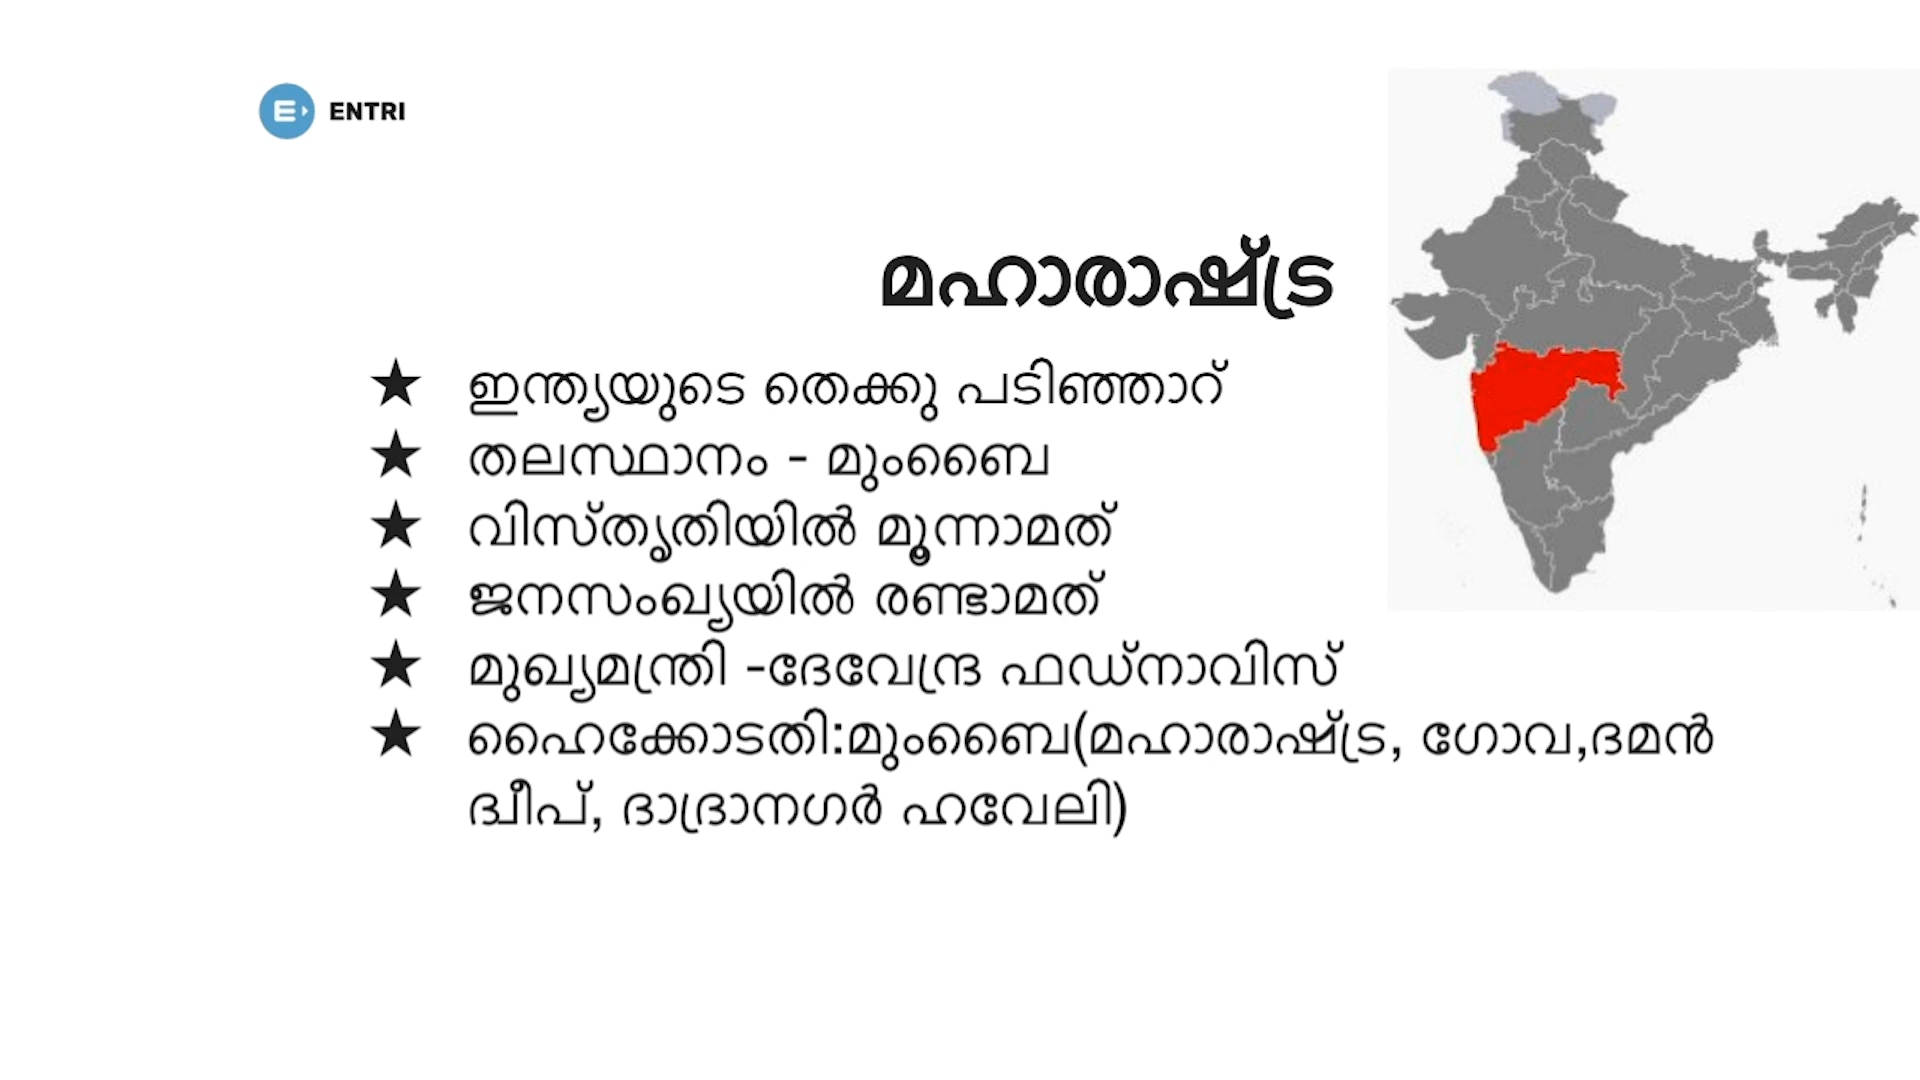 ENTRI
മഹാരാഷ്ട്ര
★ ഇന്ത്യയുടെ തെക്കു പടിഞ്ഞാറ്
★ തലസ്ഥാനം - മുംബൈ
★ വിസ്തൃതിയിൽ മൂന്നാമത്
★ ജനസംഖ്യയിൽ രണ്ടാമത്
★ മുഖ്യമന്ത്രി -ദേവേന്ദ്ര ഫഡ്നാവിസ്
★ ഹൈക്കോടതി:മുംബൈ(മഹാരാഷ്ട്ര, ഗോവ,ദമൻ
ദ്വീപ്, ദാദ്രാനഗർ ഹവേലി)